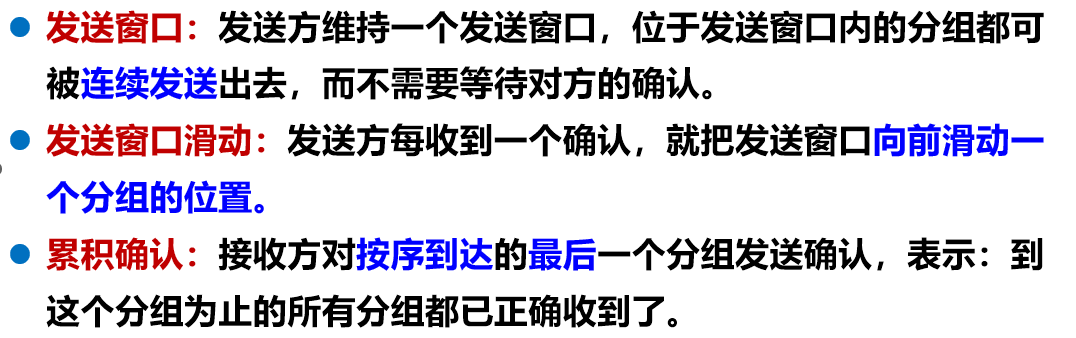 ● 发送窗口：发送方维持一个发送窗口，位于发送窗口内的分组都可
被连续发送出去，而不需要等待对方的确认。
● 发送窗口滑动：发送方每收到一个确认，就把发送窗口向前滑动一
个分组的位置。
● 累积确认：接收方对按序到达的最后一个分组发送确认，表示：到
这个分组为止的所有分组都已正确收到了。